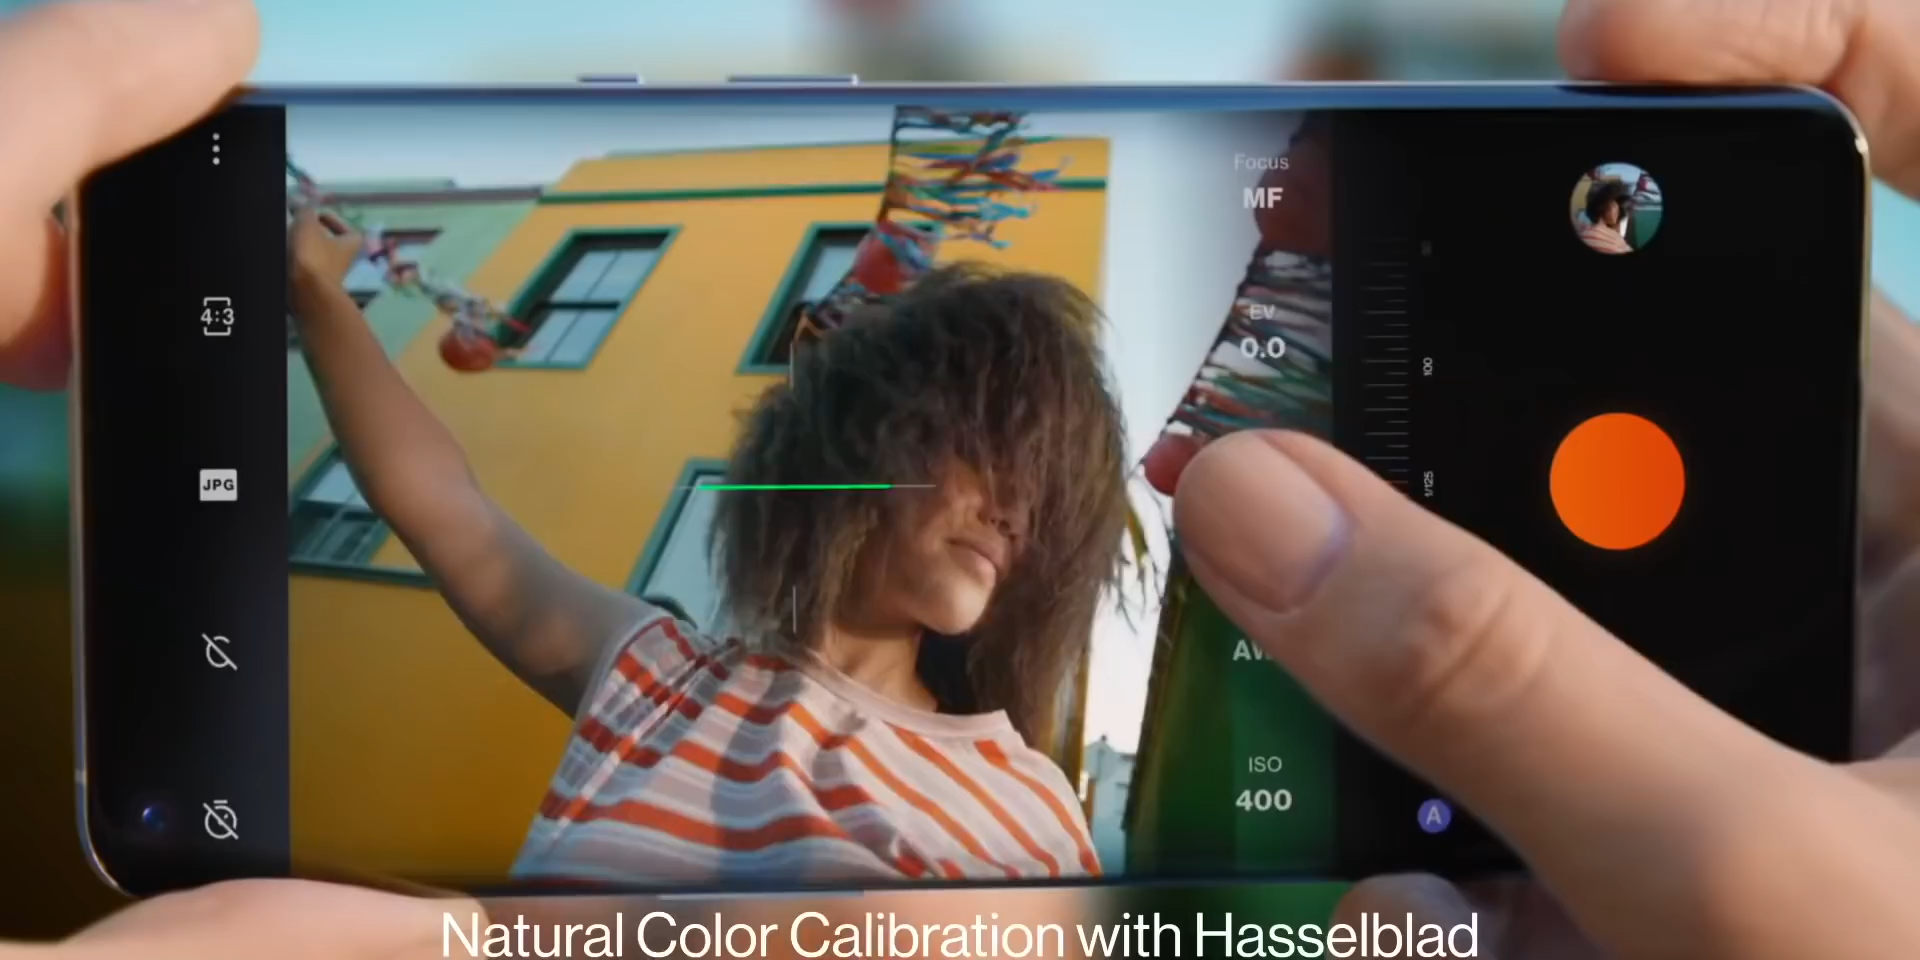 4:3
JPG
Focus
MF
EV
0.0
100
1/125
ISO
400
A
Natural Color Calibration with Hasselblad